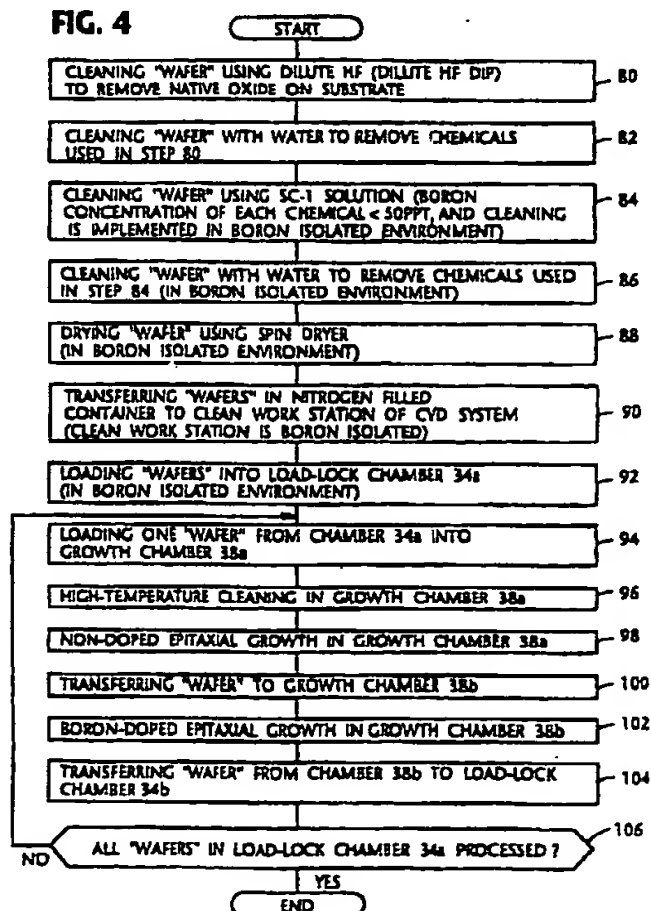 FIG. 4
START
CLEANING "WAFER" USING DILUTE HF (DILUTE HF DIP)
TO REMOVE NATIVE OXIDE ON SUBSTRATE
80
CLEANING "WAFER" WITH WATER TO REMOVE CHEMICALS
USED IN STEP 80
82
CLEANING "WAFER" USING SC-1 SOLUTION (BORON
CONCENTRATION OF EACH CHEMICAL < 50PPT, AND CLEANING
IS IMPLEMENTED IN BORON ISOLATED ENVIRONMENT)
84
CLEANING "WAFER" WITH WATER TO REMOVE CHEMICALS USED
IN STEP 84 (IN BORON ISOLATED ENVIRONMENT)
86
DRYING "WAFER" USING SPIN DRYER
(IN BORON ISOLATED ENVIRONMENT)
88
TRANSFERRING "WAFERS" IN NITROGEN FILLED
CONTAINER TO CLEAN WORK STATION OF CVD SYSTEM
(CLEAN WORK STATION IS BORON ISOLATED)
90
LOADING "WAFERS" INTO LOAD-LOCK CHAMBER 34a
(IN BORON ISOLATED ENVIRONMENT)
92
LOADING ONE "WAFER" FROM CHAMBER 34a INTO
GROWTH CHAMBER 38a
94
HIGH-TEMPERATURE CLEANING IN GROWTH CHAMBER 38a
96
NON-DOPED EPITAXIAL GROWTH IN GROWTH CHAMBER 38a
98
TRANSFERRING "WAFER" TO GROWTH CHAMBER 38b
100
BORON-DOPED EPITAXIAL GROWTH IN GROWTH CHAMBER 38b
102
TRANSFERRING "WAFER" FROM CHAMBER 38b TO LOAD-LOCK
CHAMBER 34b
104
ALL "WAFERS" IN LOAD-LOCK CHAMBER 34a PROCESSED ?
106
NO
YES
END